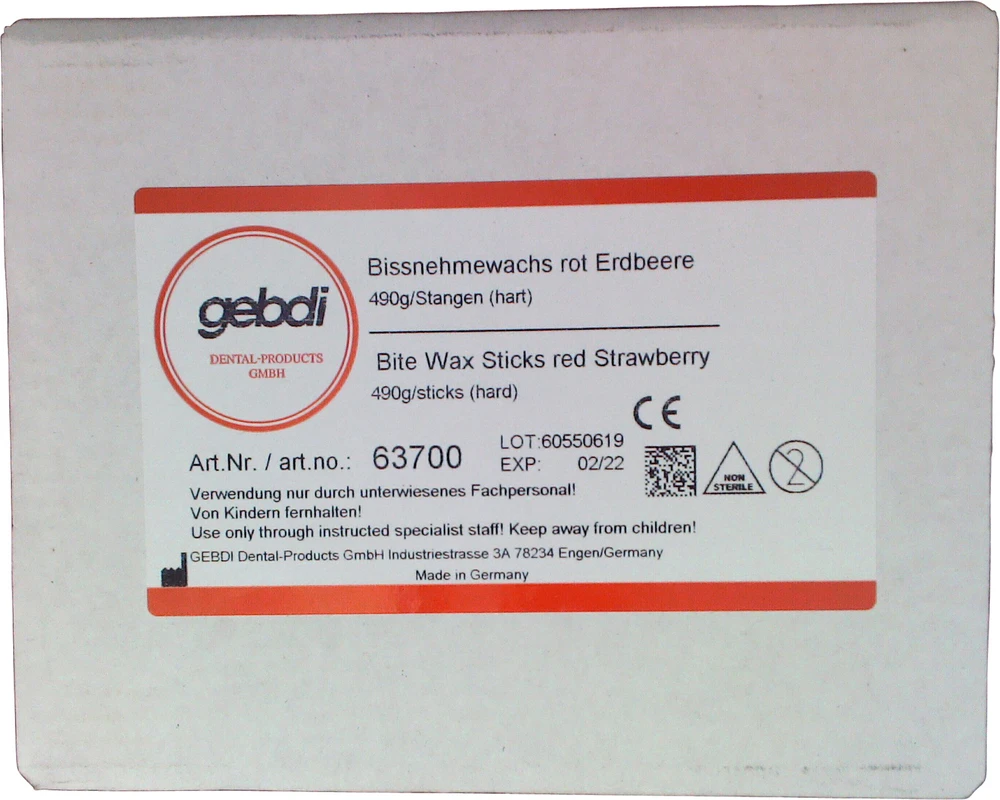 gebdi
DENTAL-PRODUCTS
GMBH
Bissnehmewachs rot Erdbeere
490g/Stangen (hart)
Bite Wax Sticks red Strawberry
490g/sticks (hard)
CE
Art.Nr. / art.no.: 63700
LOT:60550619
EXP: 02/22
NON
STERILE
2
Verwendung nur durch unterwiesenes Fachpersonal!
Von Kindern fernhalten!
Use only through instructed specialist staff! Keep away from children!
GEBDI Dental-Products GmbH Industriestrasse 3A 78234 Engen/Germany
Made in Germany